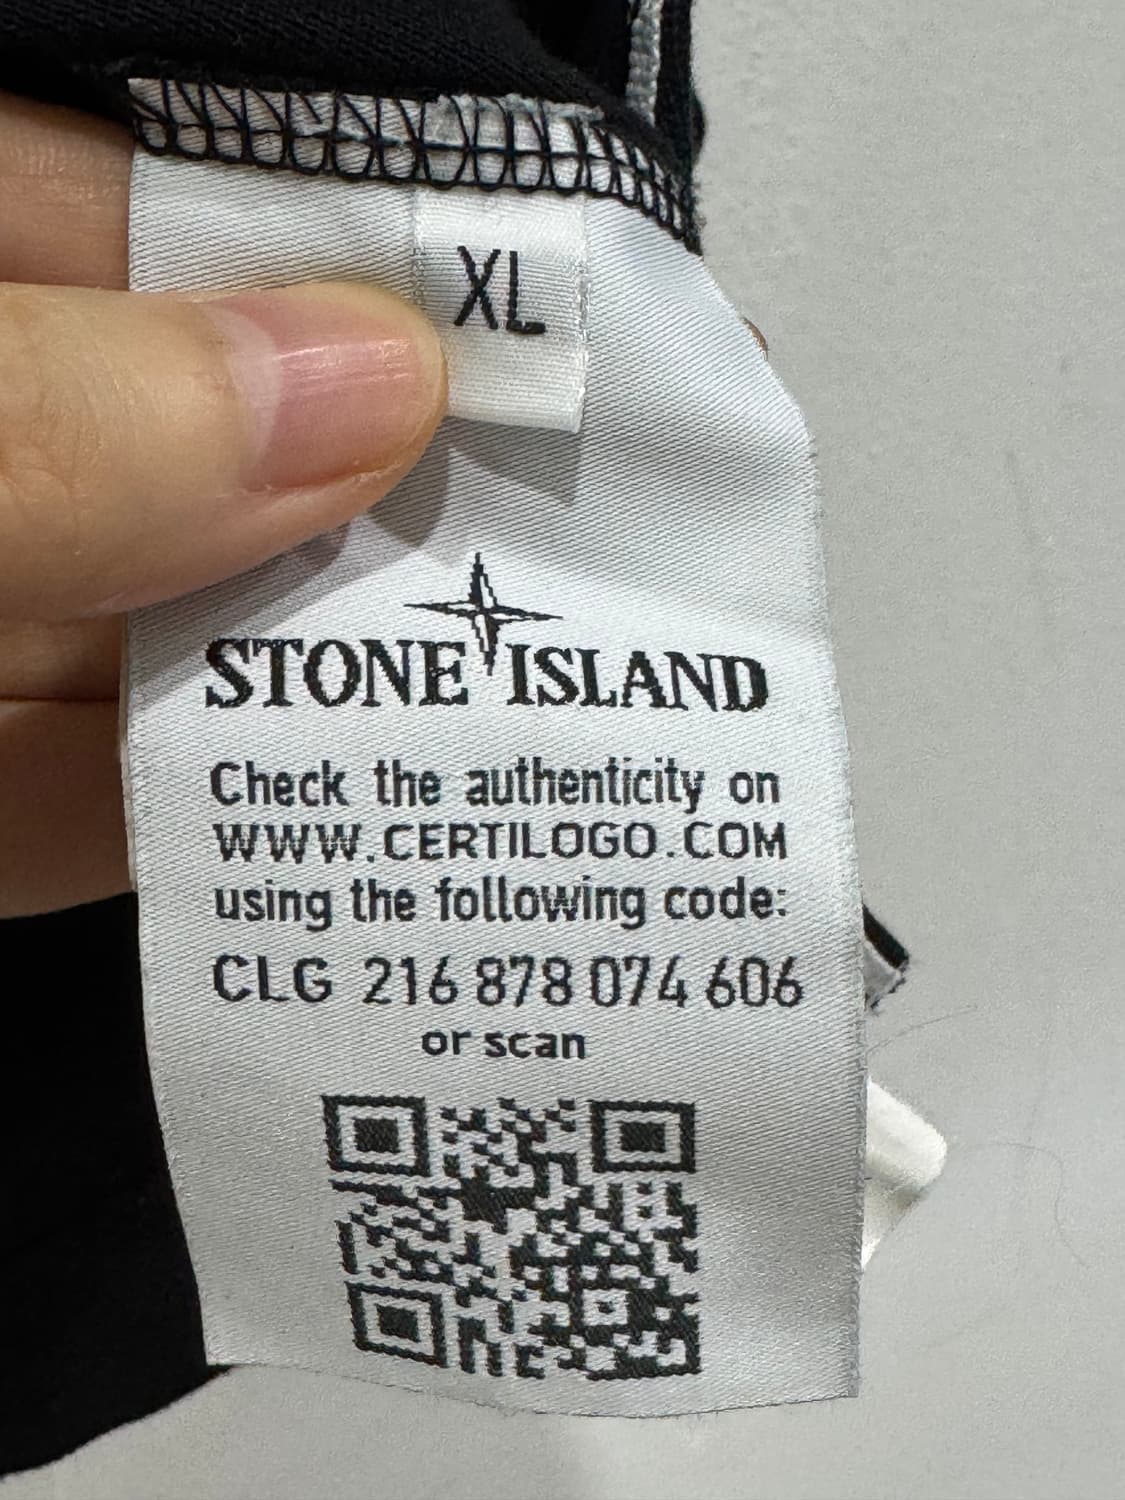 XL
STONE ISLAND
Check the authenticity on
WWW.CERTILOGO.COM
using the following code:
CLG 216 878 074 606
or scan